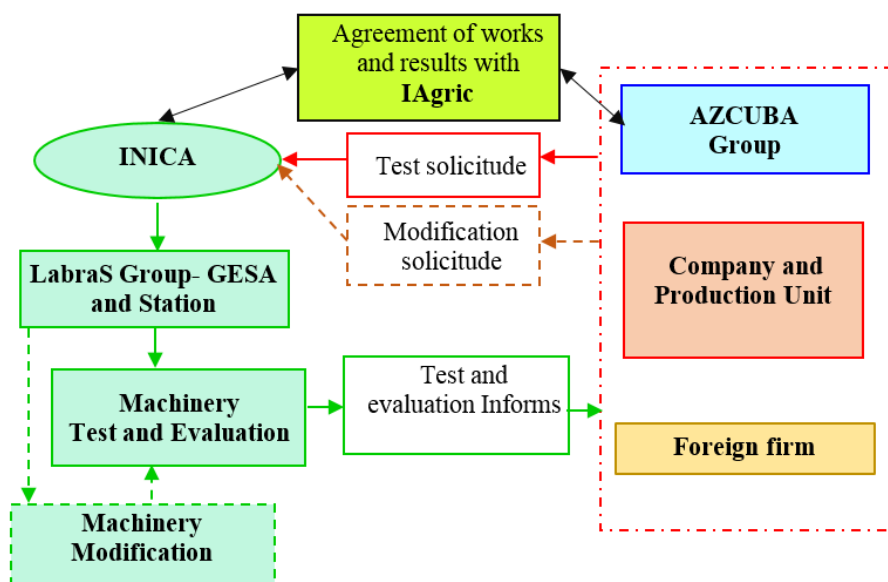 Agreement of works
and results with
IAgric
AZCUBA
Group
INICA
Test solicitude
Modification
solicitude
LabraS Group- GESA
and Station
Company and
Production Unit
Machinery
Test and Evaluation
Test and
evaluation Informs
Foreign firm
Machinery
Modification